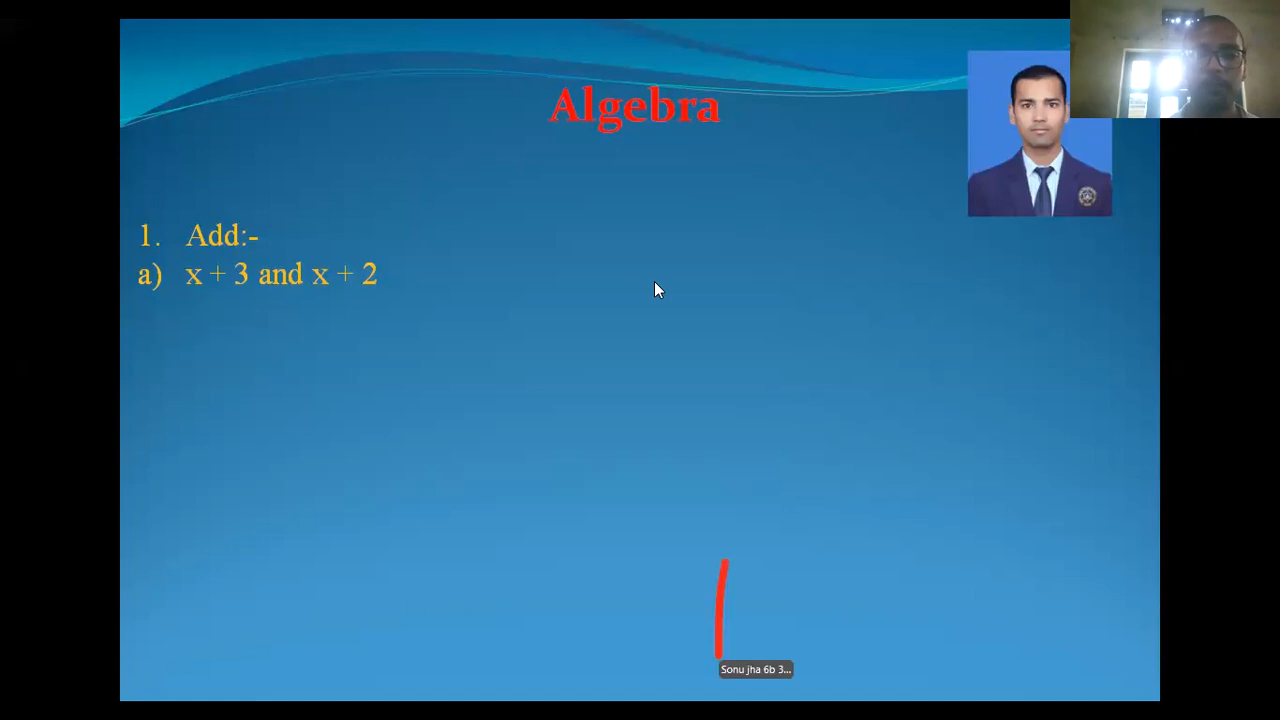 Algebra
1. Add:-
a) x + 3 and x + 2
Sonu jha 6b 3...